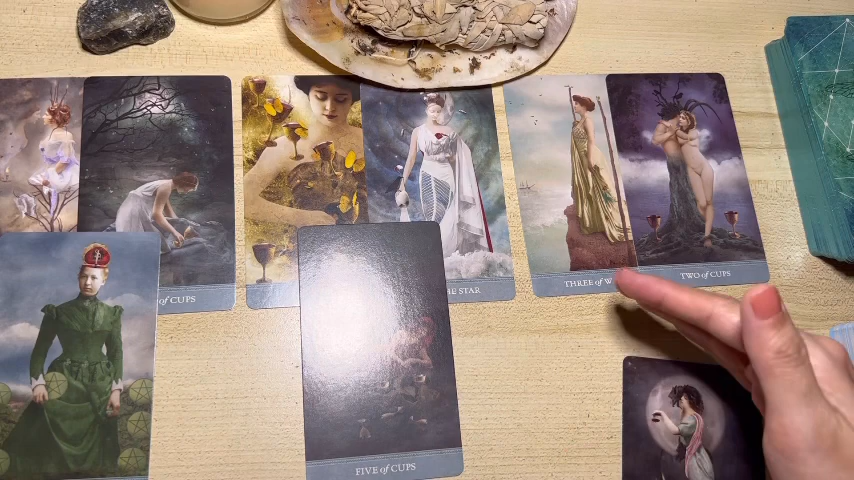 of CUPS
THE STAR
THREE of W
TWO of CUPS
FIVE of CUPS